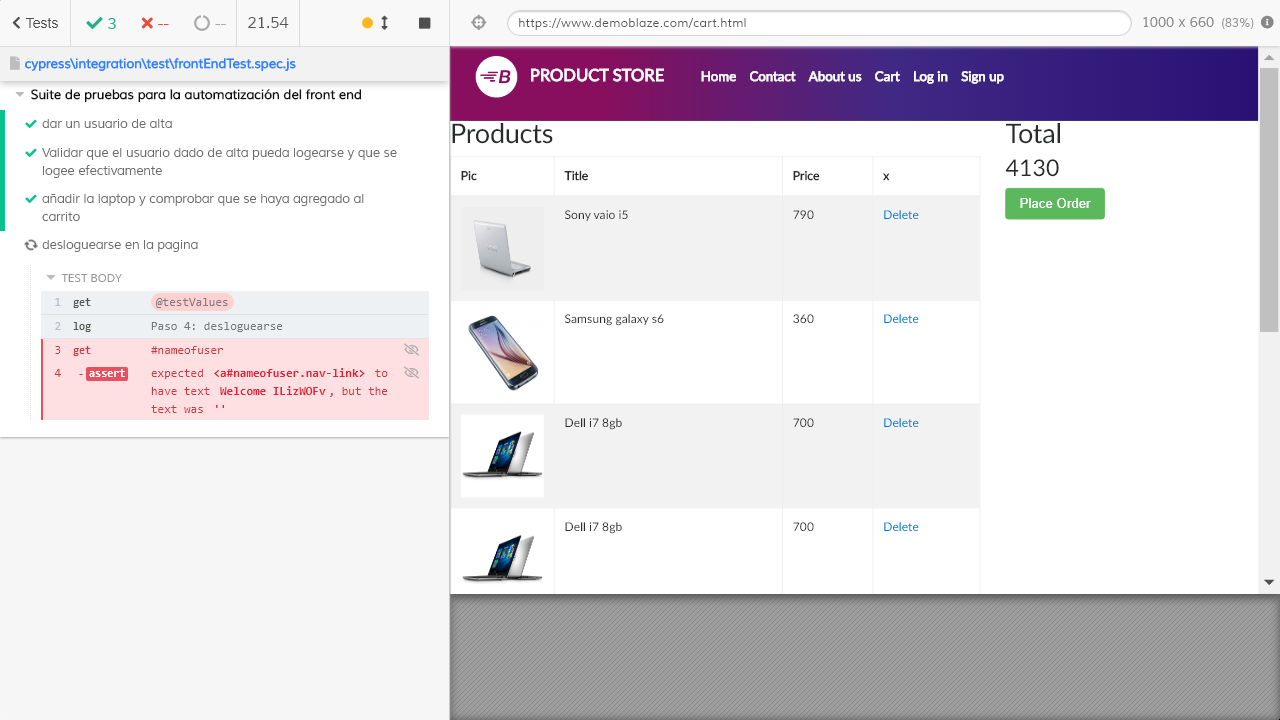 Tests
3
--
--
21.54
https://www.demoblaze.com/cart.html
1000 x 660 (83%)
cypress\integration\test\frontEndTest.spec.js
Suite de pruebas para la automatización del front end
dar un usuario de alta
Validar que el usuario dado de alta pueda logearse y que se
logee efectivamente
añadir la laptop y comprobar que se haya agregado al
carrito
desloguearse en la pagina
TEST BODY
1 get @testValues
2 log Paso 4: desloguearse
3 get #nameofuser
4 -assert expected <a#nameofuser.nav-link> to
have text Welcome ILizWOFv, but the
text was ''
B PRODUCT STORE Home Contact About us Cart Log in Sign up
Products
Pic Title Price x
Sony vaio i5 790 Delete
Samsung galaxy s6 360 Delete
Dell i7 8gb 700 Delete
Dell i7 8gb 700 Delete
Total
4130
Place Order